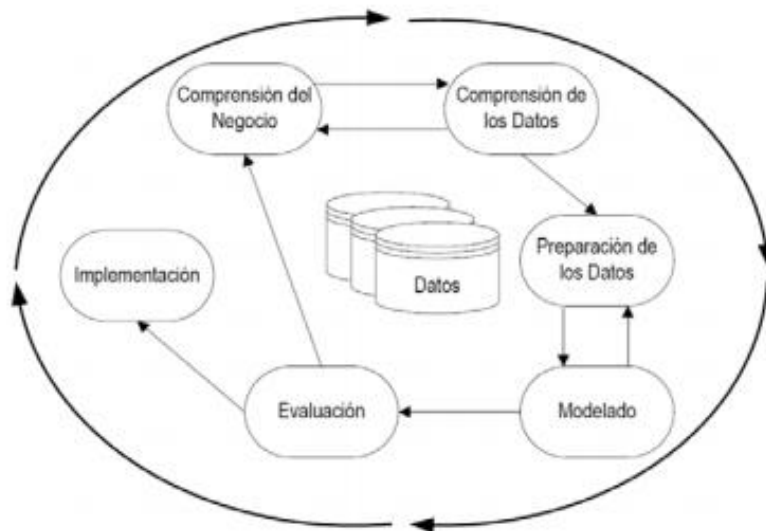 Comprensión del
Negocio
Comprensión de
los Datos
Preparación de
los Datos
Datos
Implementación
Evaluación
Modelado